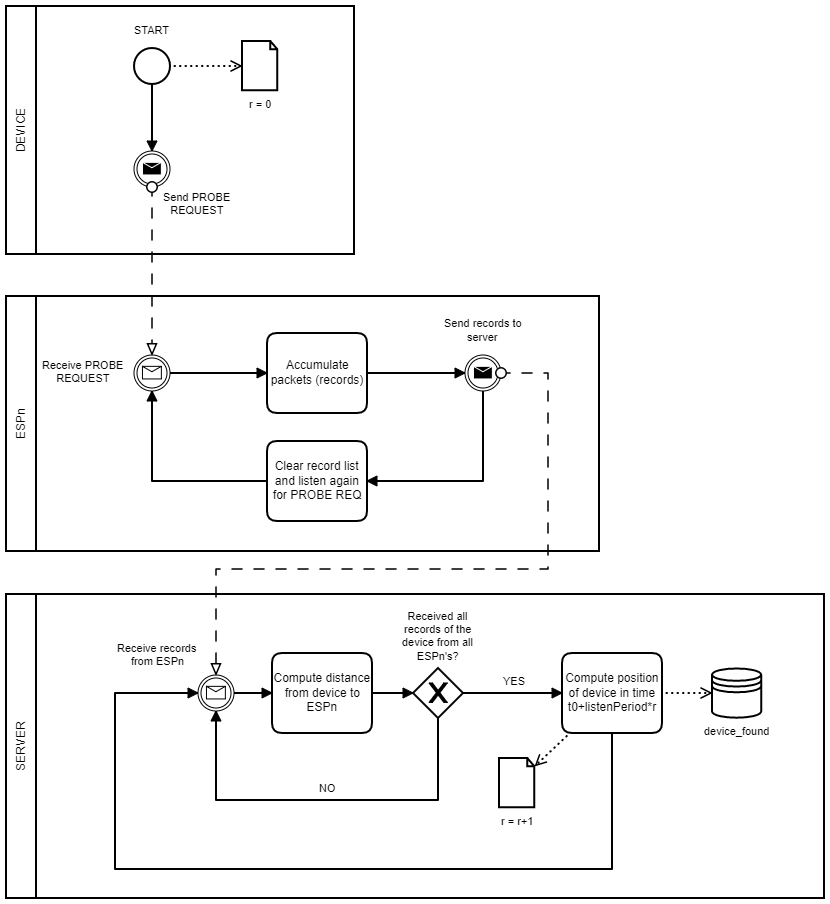 START
r = 0
DEVICE
Send PROBE
REQUEST
Send records to
server
Receive PROBE
REQUEST
Accumulate
packets (records)
ESPn
Clear record list
and listen again
for PROBE REQ
Received all
records of the
device from all
ESPn's?
Receive records
from ESPn
Compute distance
from device to
ESPn
X
YES
Compute position
of device in time
t0+listenPeriod*r
device_found
SERVER
NO
r = r+1